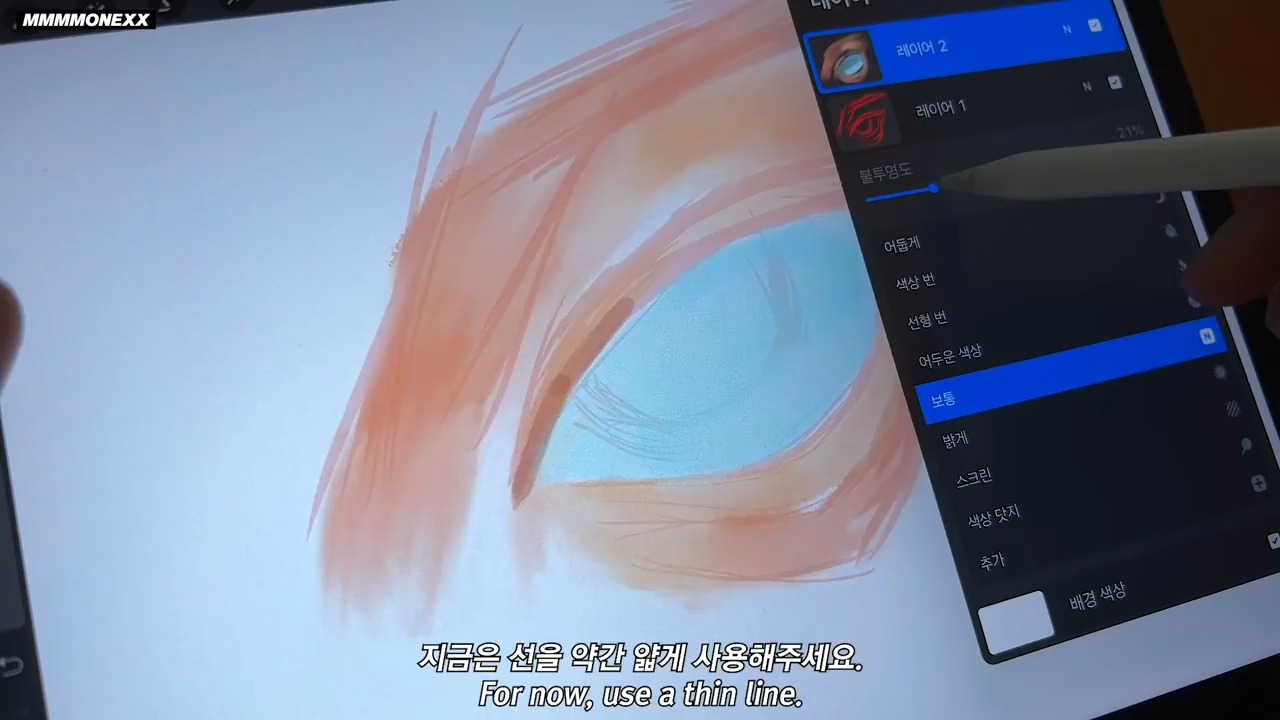 MMMMONEXX
레이어
레이어 2
N
레이어 1
N
21%
불투명도
어둡게
색상 번
선형 번
어두운 색상
보통
N
밝게
스크린
색상 닷지
추가
배경 색상
지금은 선을 약간 얇게 사용해주세요.
For now, use a thin line.